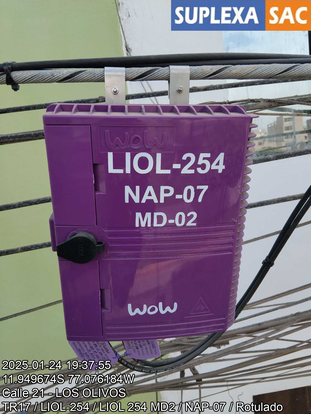 SUPLEXA SAC
WOW
LIOL-254
NAP-07
MD-02
WOW
2025-01-24 19:37:55
11.949674S 77.076184W
Calle 21 - LOS OLIVOS
TR17 / LIOL-254 / LIOL 254 MD2 / NAP-07 / Rotulado